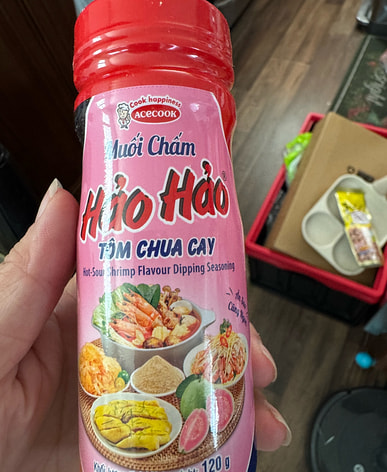 Cook happiness
ACECOOK
Muối Chấm
Hảo Hảo®
TÔM CHUA CAY
Hot-Sour Shrimp Flavour Dipping Seasoning
120 g